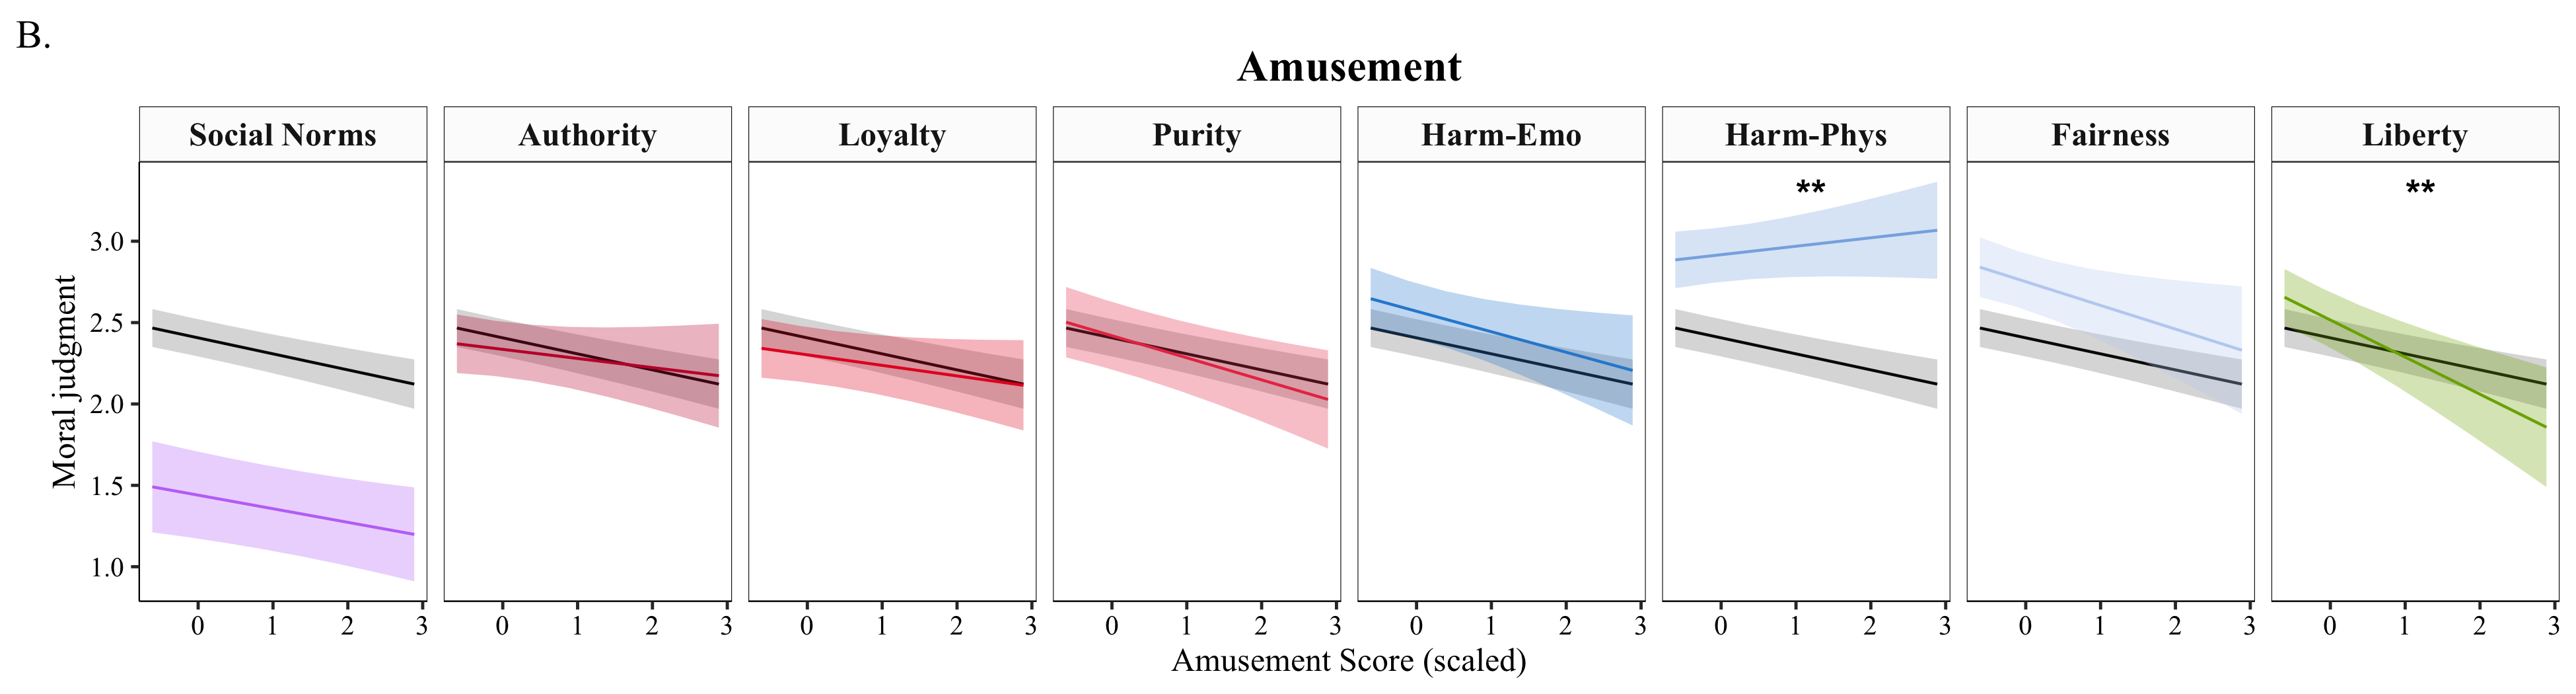 B.
Amusement
Social Norms Authority Loyalty Purity Harm-Emo Harm-Phys Fairness Liberty
** **
3.0
2.5
2.0
1.5
1.0
Moral judgment
0 1 2 3 0 1 2 3 0 1 2 3 0 1 2 3 0 1 2 3 0 1 2 3 0 1 2 3 0 1 2 3
Amusement Score (scaled)